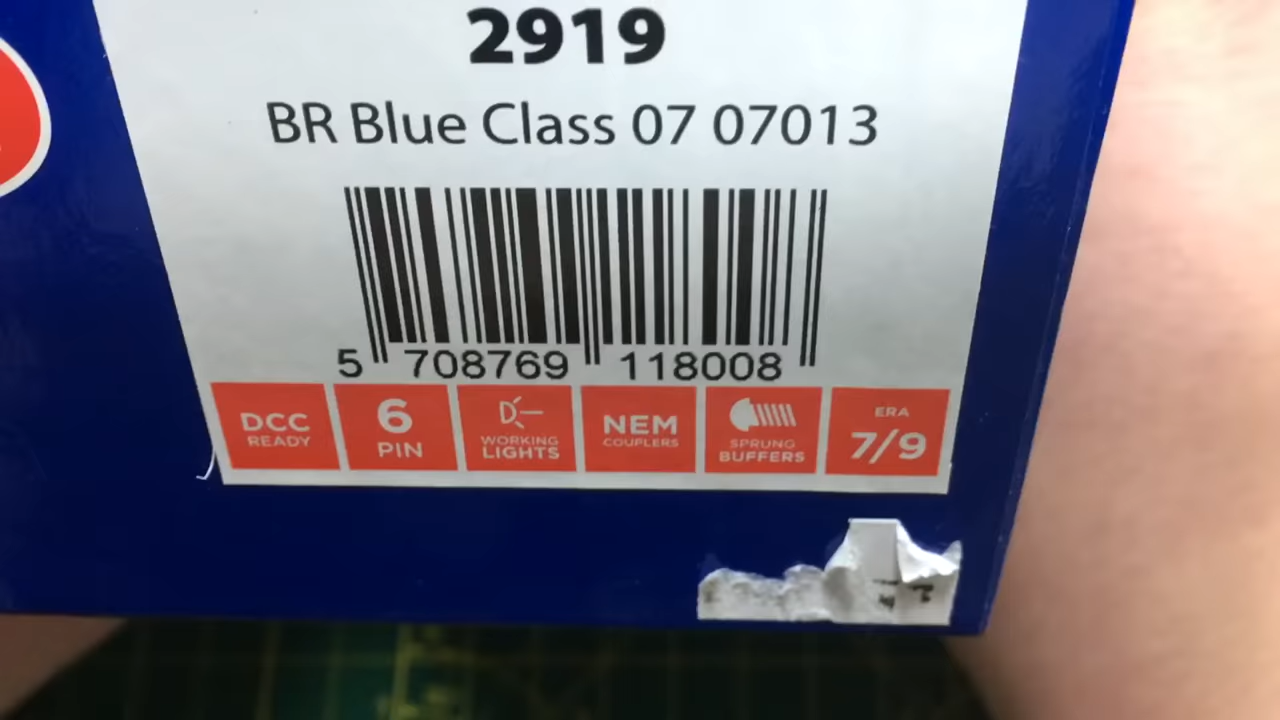 2919
BR Blue Class 07 07013
5 708769 118008
DCC
READY
6
PIN
WORKING
LIGHTS
NEM
COUPLERS
SPRUNG
BUFFERS
ERA
7/9